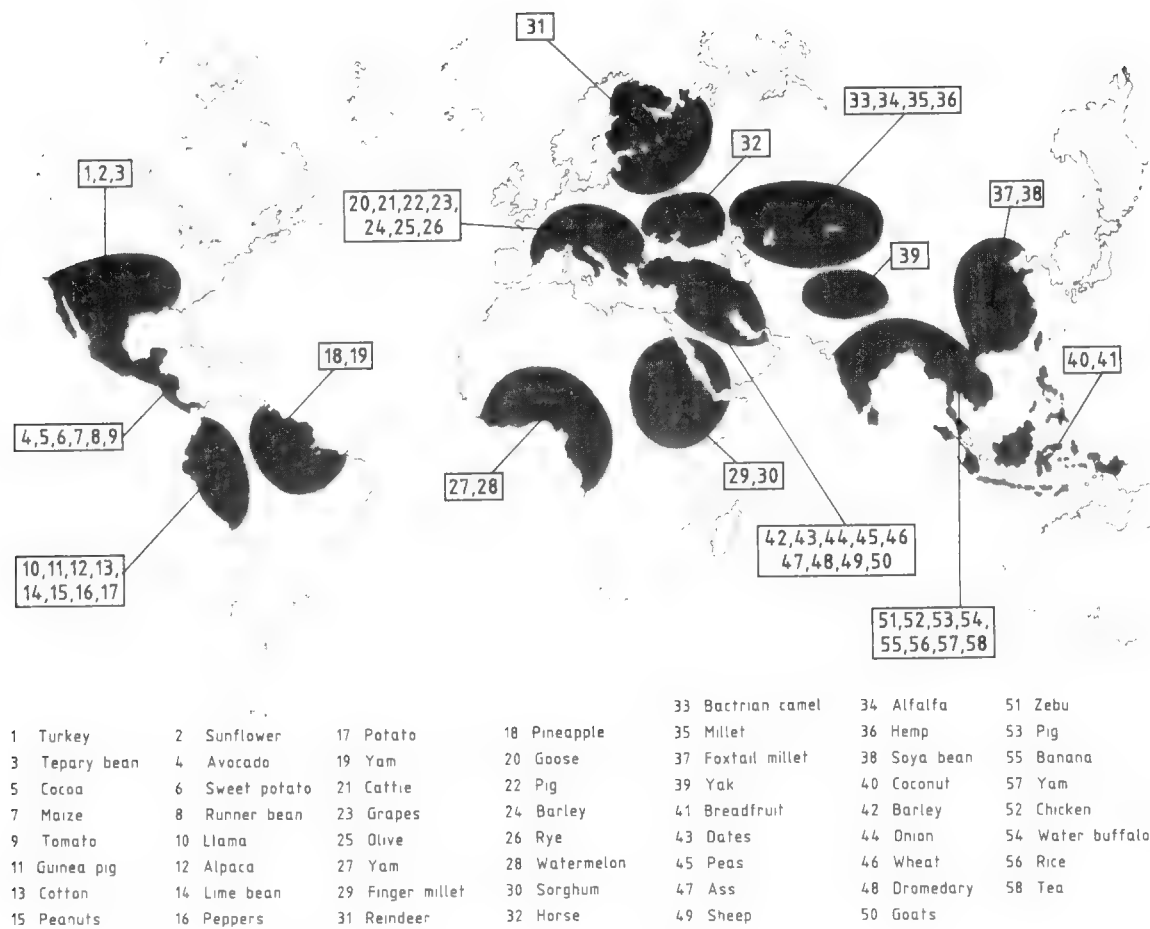 31
33,34,35,36
32
1,2,3
20,21,22,23,
24,25,26
37,38
39
18,19
40,41
4,5,6,7,8,9
27,28
29,30
42,43,44,45,46
47,48,49,50
10,11,12,13,
14,15,16,17
51,52,53,54,
55,56,57,58
33 Bactrian camel 34 Alfalfa 51 Zebu
1 Turkey 2 Sunflower 17 Potato 18 Pineapple 35 Millet 36 Hemp 53 Pig
3 Tepary bean 4 Avocado 19 Yam 20 Goose 37 Foxtail millet 38 Soya bean 55 Banana
5 Cocoa 6 Sweet potato 21 Cattie 22 Pig 39 Yak 40 Coconut 57 Yam
7 Maize 8 Runner bean 23 Grapes 24 Barley 41 Breadfruit 42 Barley 52 Chicken
9 Tomato 10 Llama 25 Olive 26 Rye 43 Dates 44 Onion 54 Water buffalo
11 Guinea pig 12 Alpaca 27 Yam 28 Watermelon 45 Peas 46 Wheat 56 Rice
13 Cotton 14 Lime bean 29 Finger millet 30 Sorghum 47 Ass 48 Dromedary 58 Tea
15 Peanuts 16 Peppers 31 Reindeer 32 Horse 49 Sheep 50 Goats